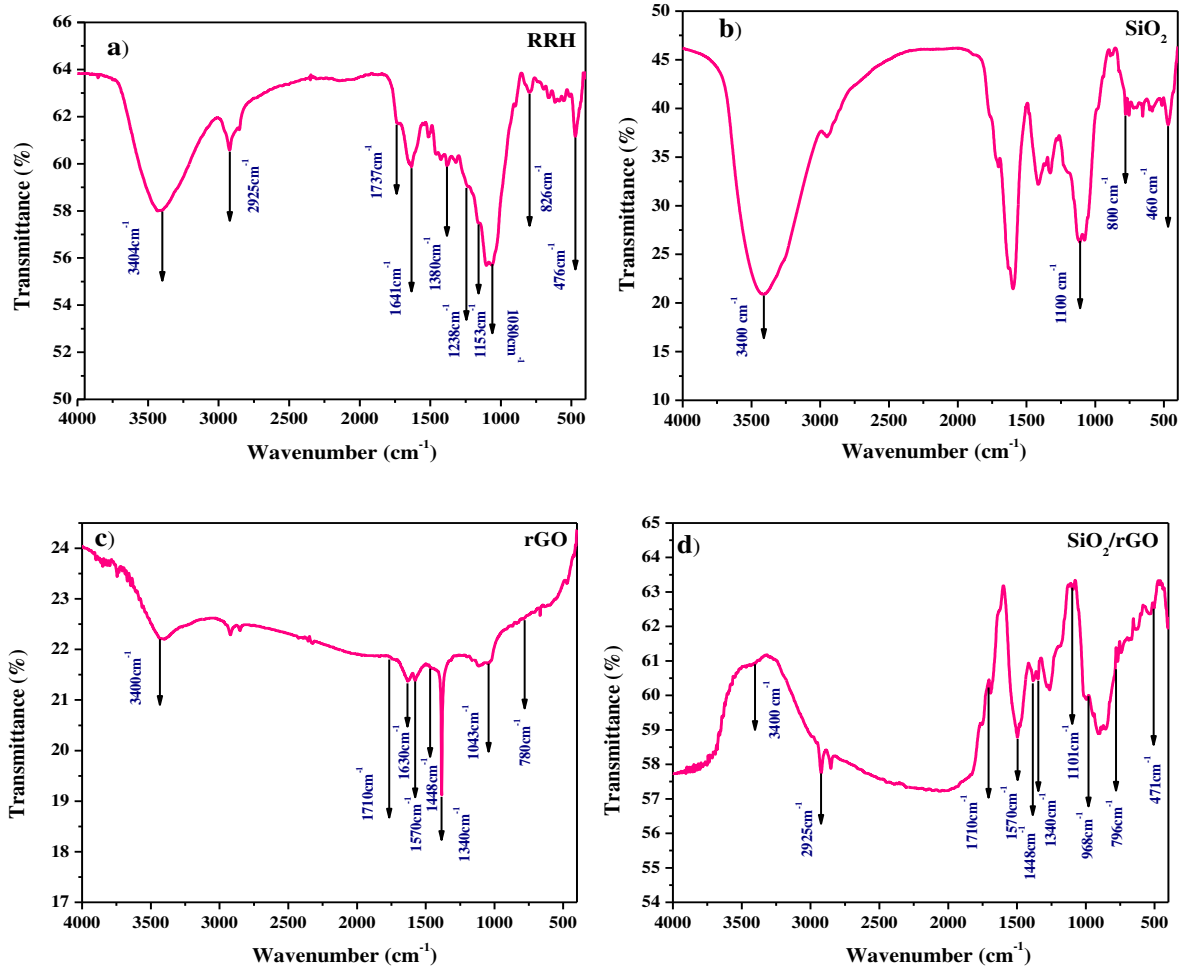 a)
RRH
Transmittance (%)
66
64
62
60
58
56
54
52
50
3404cm⁻¹
2925cm⁻¹
1737cm⁻¹
1641cm⁻¹
1380cm⁻¹
1238cm⁻¹
1153cm⁻¹
1080cm⁻¹
826cm⁻¹
476cm⁻¹
4000 3500 3000 2500 2000 1500 1000 500
Wavenumber (cm⁻¹)
b)
SiO₂
Transmittance (%)
50
45
40
35
30
25
20
15
10
3400 cm⁻¹
1100 cm⁻¹
800 cm⁻¹
460 cm⁻¹
4000 3500 3000 2500 2000 1500 1000 500
Wavenumber (cm⁻¹)
c)
rGO
Transmittance (%)
24
23
22
21
20
19
18
17
3400cm⁻¹
1710cm⁻¹
1630cm⁻¹
1570cm⁻¹
1448cm⁻¹
1340cm⁻¹
1043cm⁻¹
780cm⁻¹
4000 3500 3000 2500 2000 1500 1000 500
Wavenumber (cm⁻¹)
d)
SiO₂/rGO
Transmittance (%)
65
64
63
62
61
60
59
58
57
56
55
54
3400 cm⁻¹
2925cm⁻¹
1710cm⁻¹
1570cm⁻¹
1448cm⁻¹
1340cm⁻¹
1101cm⁻¹
968cm⁻¹
796cm⁻¹
471cm⁻¹
4000 3500 3000 2500 2000 1500 1000 500
Wavenumber (cm⁻¹)